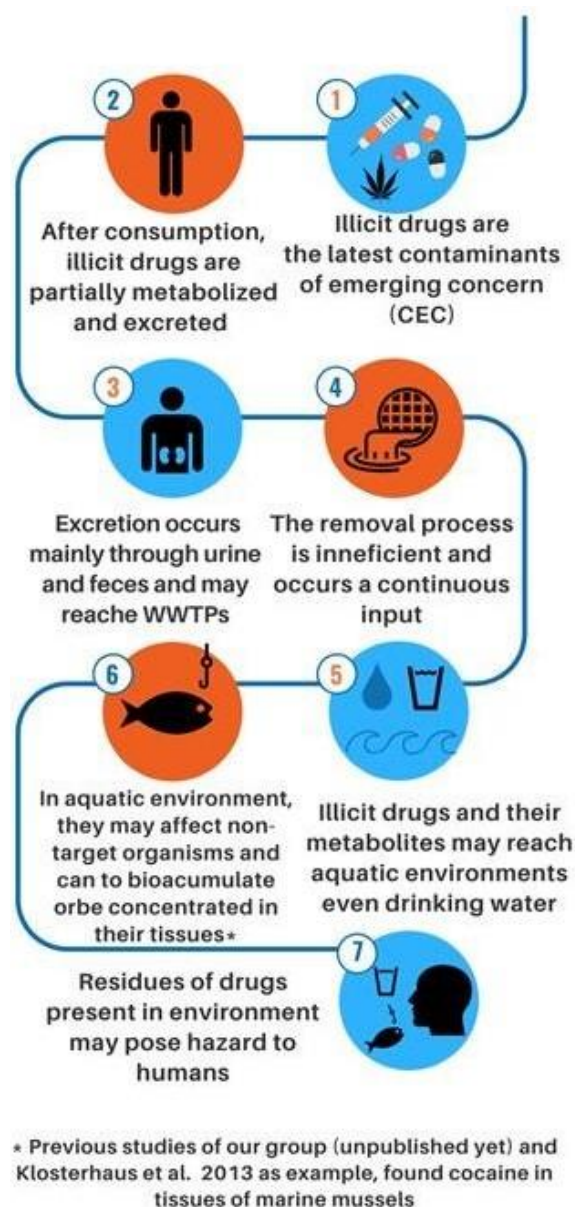 1
Illicit drugs are
the latest contaminants
of emerging concern
(CEC)
2
After consumption,
illicit drugs are
partially metabolized
and excreted
3
Excretion occurs
mainly through urine
and feces and may
reache WWTPs
4
The removal process
is inneficient and
occurs a continuous
input
5
Illicit drugs and their
metabolites may reach
aquatic environments
even drinking water
6
In aquatic environment,
they may affect non-
target organisms and
can to bioacumulate
orbe concentrated in
their tissues*
7
Residues of drugs
present in environment
may pose hazard to
humans
* Previous studies of our group (unpublished yet) and
Klosterhaus et al. 2013 as example, found cocaine in
tissues of marine mussels